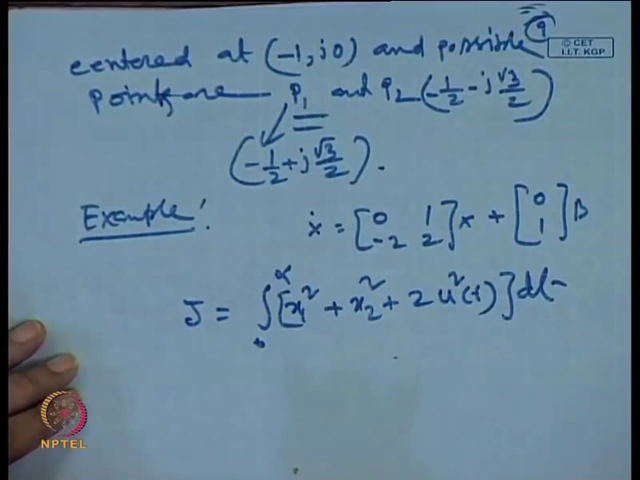 9
© CET
I.I.T. KGP
centered at (-1, j0) and possible
points are P₁ and P₂ (-1/2 - j√3/2)
(-1/2 + j√3/2).
Example!
ẋ = [0 1; -2 2] x + [0; 1] B
J = ∫₀^∝ [x₁² + x₂² + 2u²(t)] dt
NPTEL